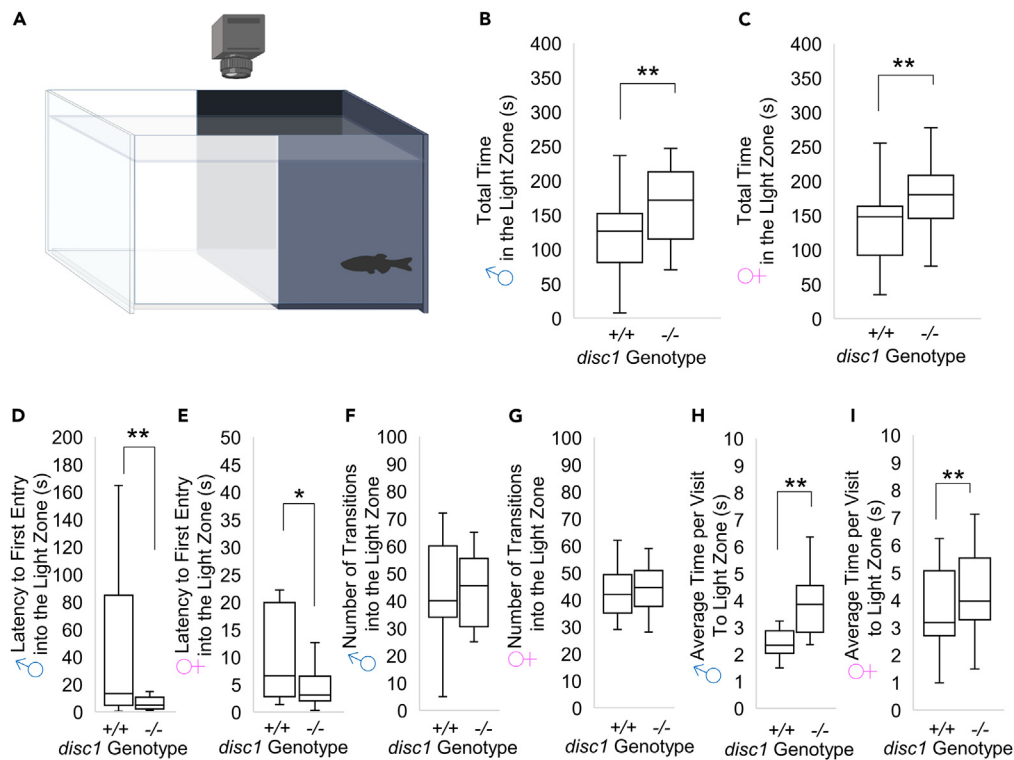 A
B
Total Time
in the Light Zone (s)
400
350
300
250
200
150
100
50
0
**
+/+ -/-
disc1 Genotype
C
Total Time
in the LIght Zone (s)
400
350
300
250
200
150
100
50
0
**
+/+ -/-
disc1 Genotype
D
Latency to First Entry
into the Light Zone (s)
200
180
160
140
120
100
80
60
40
20
0
**
+/+ -/-
disc1 Genotype
E
Latency to First Entry
into the Light Zone (s)
50
45
40
35
30
25
20
15
10
5
0
*
+/+ -/-
disc1 Genotype
F
Number of Transitions
into the Light Zone
100
90
80
70
60
50
40
30
20
10
0
+/+ -/-
disc1 Genotype
G
Number of Transitions
into the Light Zone
100
90
80
70
60
50
40
30
20
10
0
+/+ -/-
disc1 Genotype
H
Average Time per Visit
To Light Zone (s)
10
9
8
7
6
5
4
3
2
1
0
**
+/+ -/-
disc1 Genotype
I
Average Time per Visit
to Light Zone (s)
10
9
8
7
6
5
4
3
2
1
0
**
+/+ -/-
disc1 Genotype